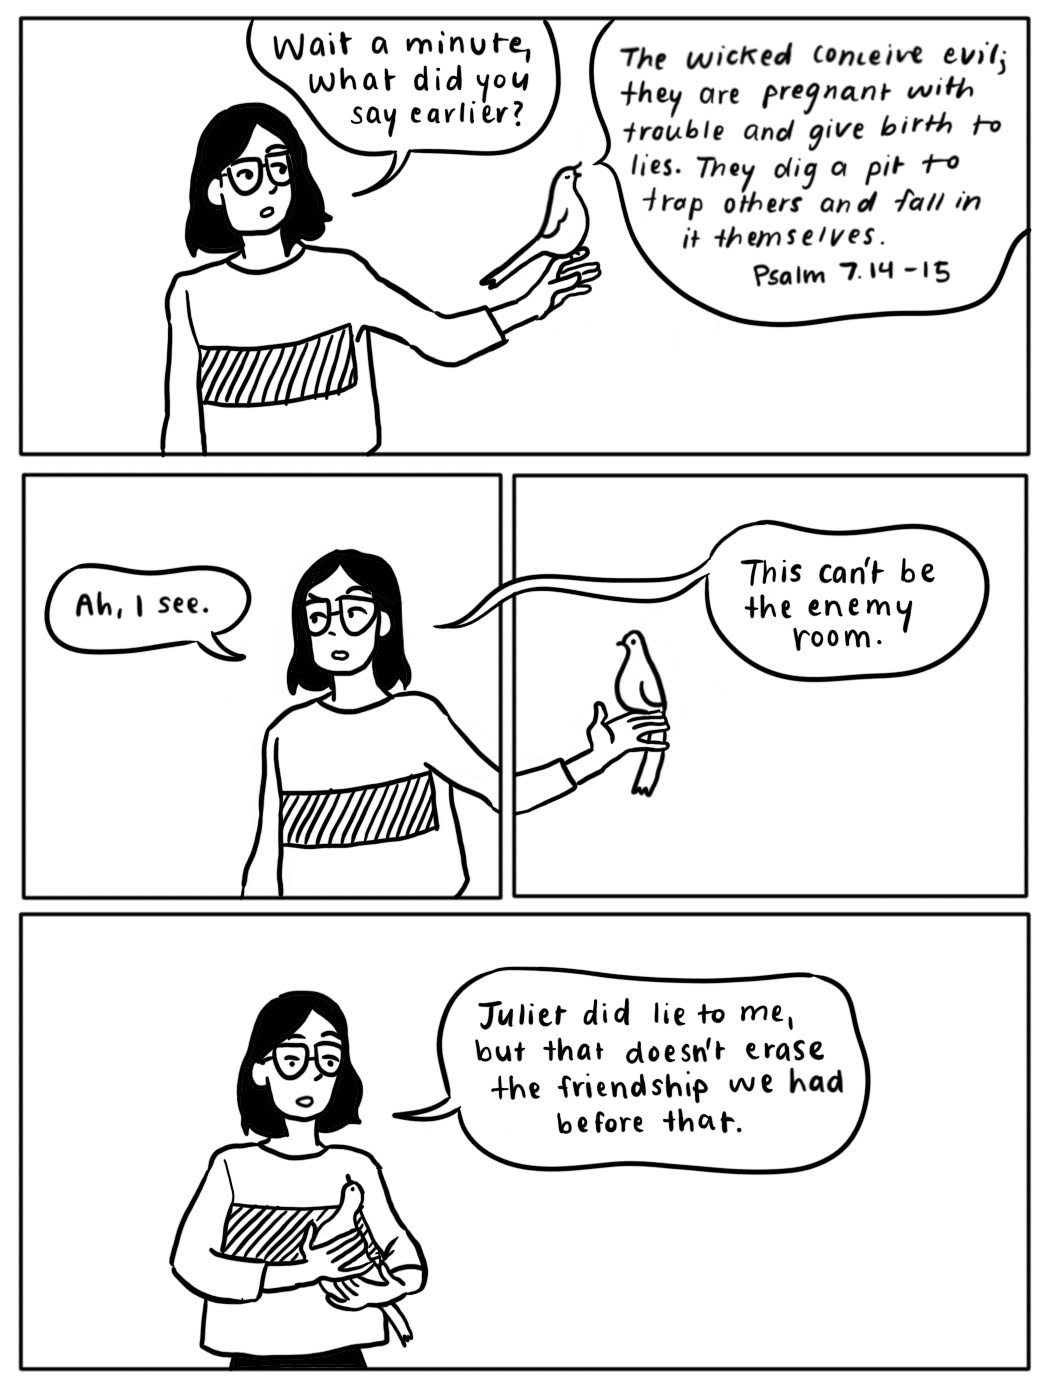 Wait a minute,
what did you
say earlier?
The wicked conceive evil;
they are pregnant with
trouble and give birth to
lies. They dig a pit to
trap others and fall in
it themselves.
Psalm 7.14-15
Ah, I see.
This can't be
the enemy
room.
Juliet did lie to me,
but that doesn't erase
the friendship we had
before that.